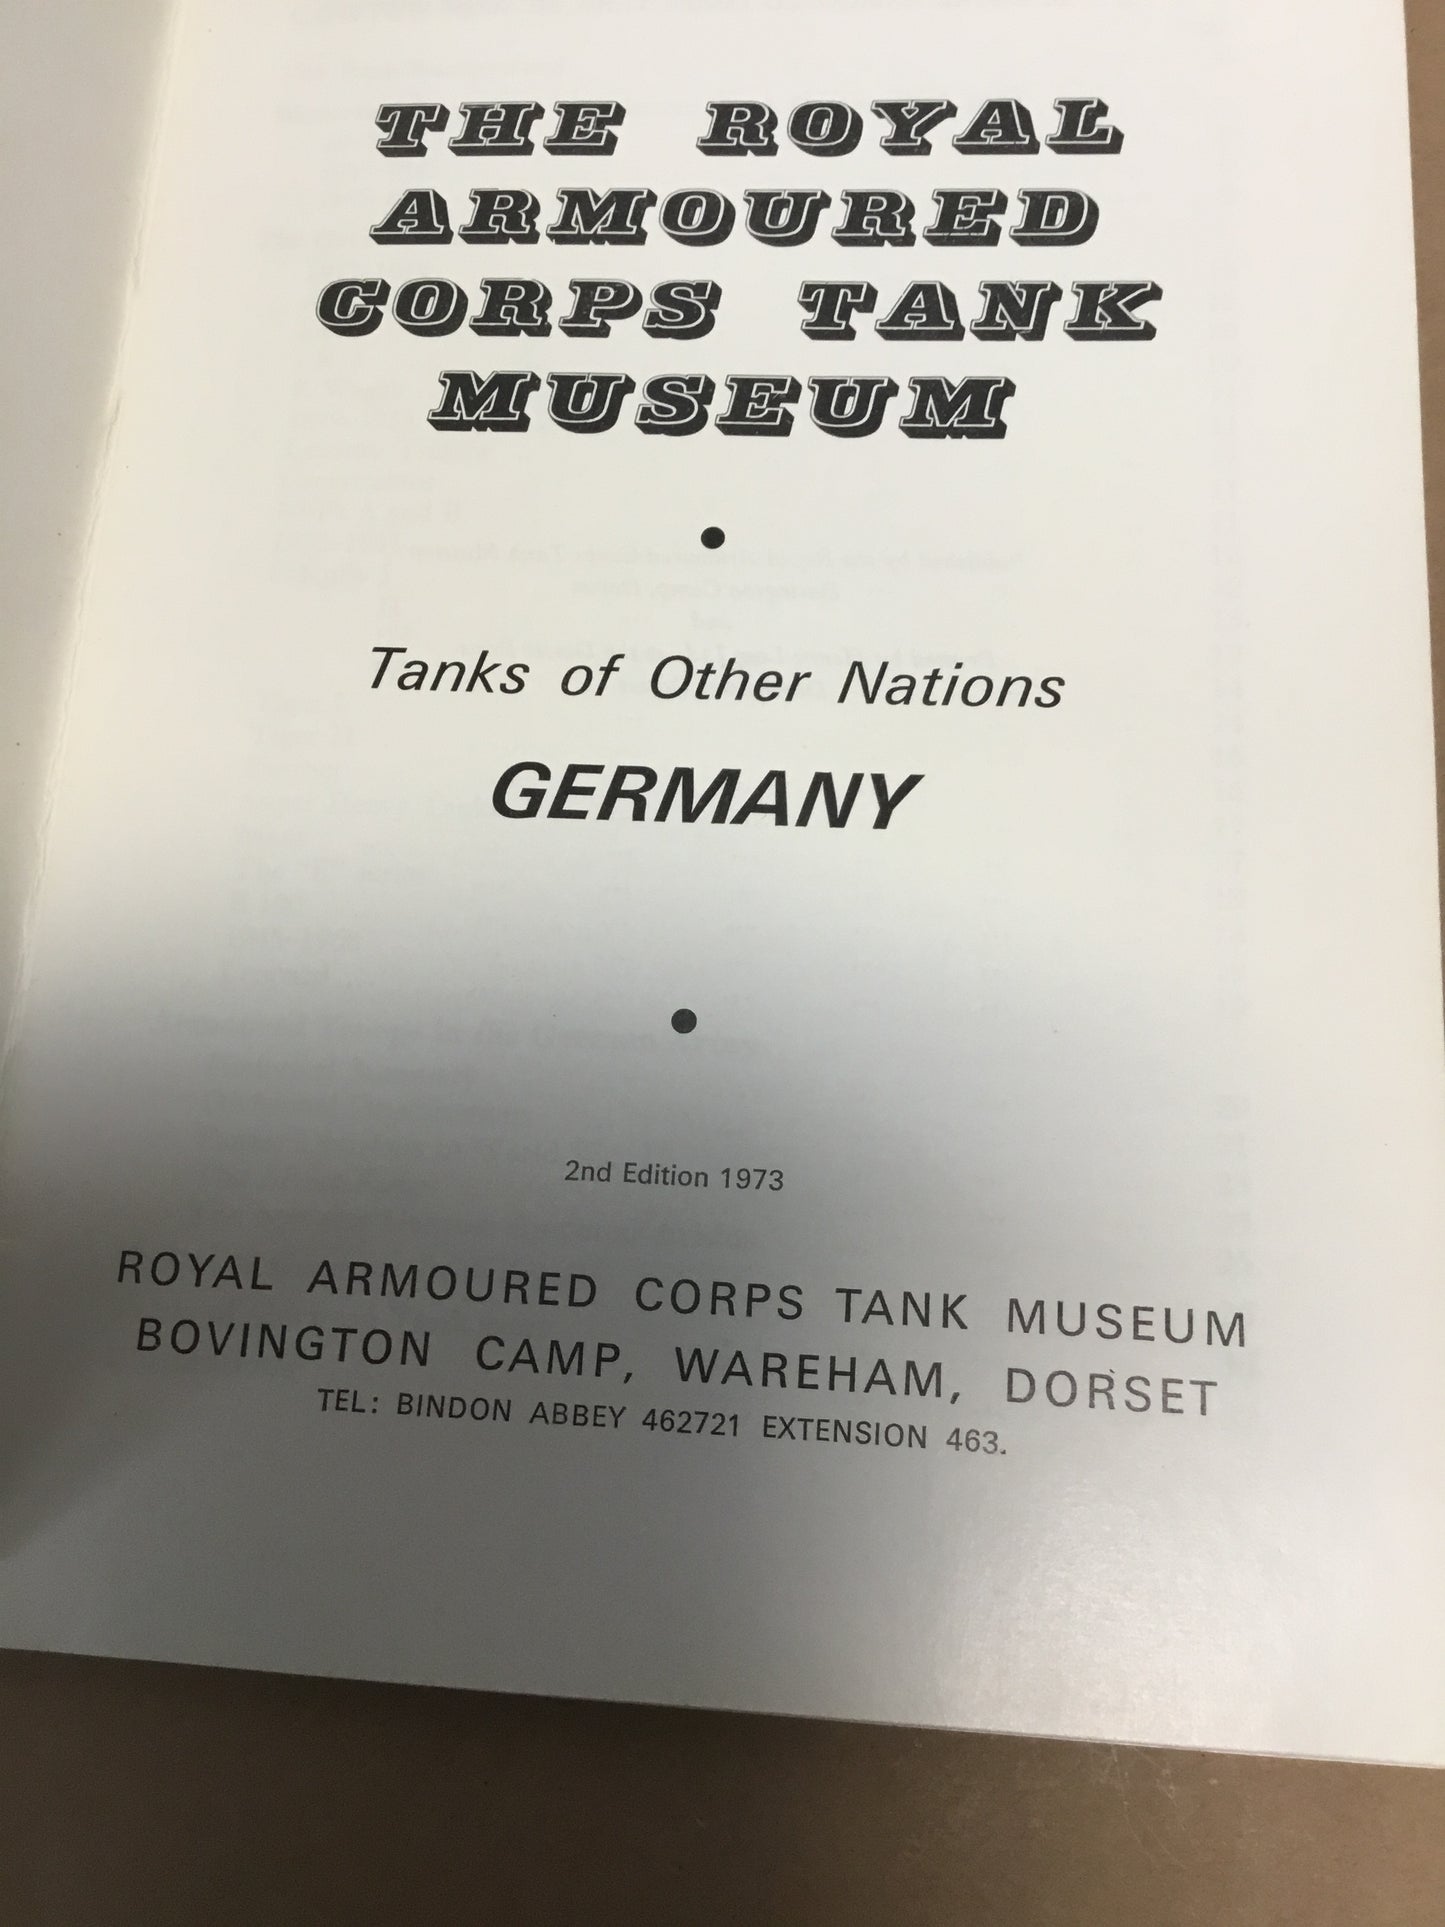 THE ROYAL
ARMOURED
CORPS TANK
MUSEUM
Tanks of Other Nations
GERMANY
2nd Edition 1973
ROYAL ARMOURED CORPS TANK MUSEUM
BOVINGTON CAMP, WAREHAM, DORSET
TEL: BINDON ABBEY 462721 EXTENSION 463.